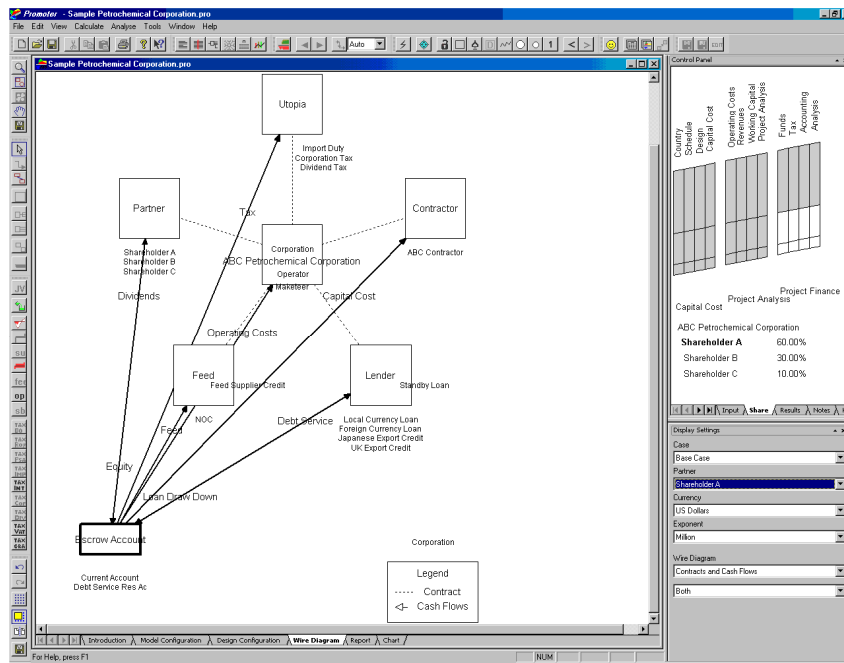 Promoter - Sample Petrochemical Corporation.pro
File Edit View Calculate Analyse Tools Window Help
Auto
1
Sample Petrochemical Corporation.pro
Utopia
Import Duty
Corporation Tax
Dividend Tax
Partner
Shareholder A
Shareholder B
Shareholder C
Tax
Contractor
ABC Contractor
Corporation
ABC Petrochemical Corporation
Operator
Maketeer
Dividends
Capital Cost
Operating Costs
Feed
Feed Supplier Credit
NOC
Lender
Standby Loan
Local Currency Loan
Foreign Currency Loan
Japanese Export Credit
UK Export Credit
Feed
Debt Service
Equity
Loan Draw Down
Escrow Account
Current Account
Debt Service Res Ac
Corporation
Legend
Contract
Cash Flows
Introduction
Model Configuration
Design Configuration
Wire Diagram
Report
Chart
For Help, press F1
NUM
Control Panel
Country
Schedule
Design
Capital Cost
Operating Costs
Revenues
Working Capital
Project Analysis
Funds
Tax
Accounting
Analysis
Capital Cost
Project Analysis
Project Finance
ABC Petrochemical Corporation
Shareholder A 60.00%
Shareholder B 30.00%
Shareholder C 10.00%
Input
Share
Results
Notes
Display Settings
Case
Base Case
Partner
Shareholder A
Currency
US Dollars
Exponent
Million
Wire Diagram
Contracts and Cash Flows
Both